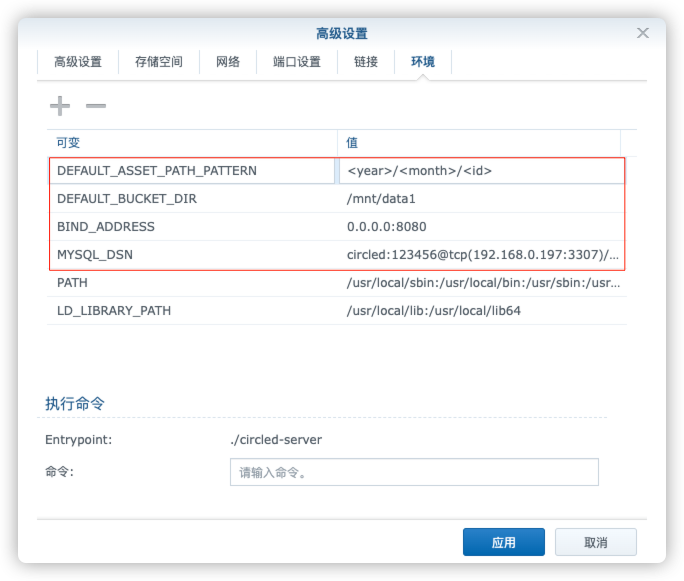 高级设置
高级设置 存储空间 网络 端口设置 链接 环境
可变 值
DEFAULT_ASSET_PATH_PATTERN <year>/<month>/<id>
DEFAULT_BUCKET_DIR /mnt/data1
BIND_ADDRESS 0.0.0.0:8080
MYSQL_DSN circled:123456@tcp(192.168.0.197:3307)/...
PATH /usr/local/sbin:/usr/local/bin:/usr/sbin:/usr...
LD_LIBRARY_PATH /usr/local/lib:/usr/local/lib64
执行命令
Entrypoint: ./circled-server
命令: 请输入命令。
应用 取消